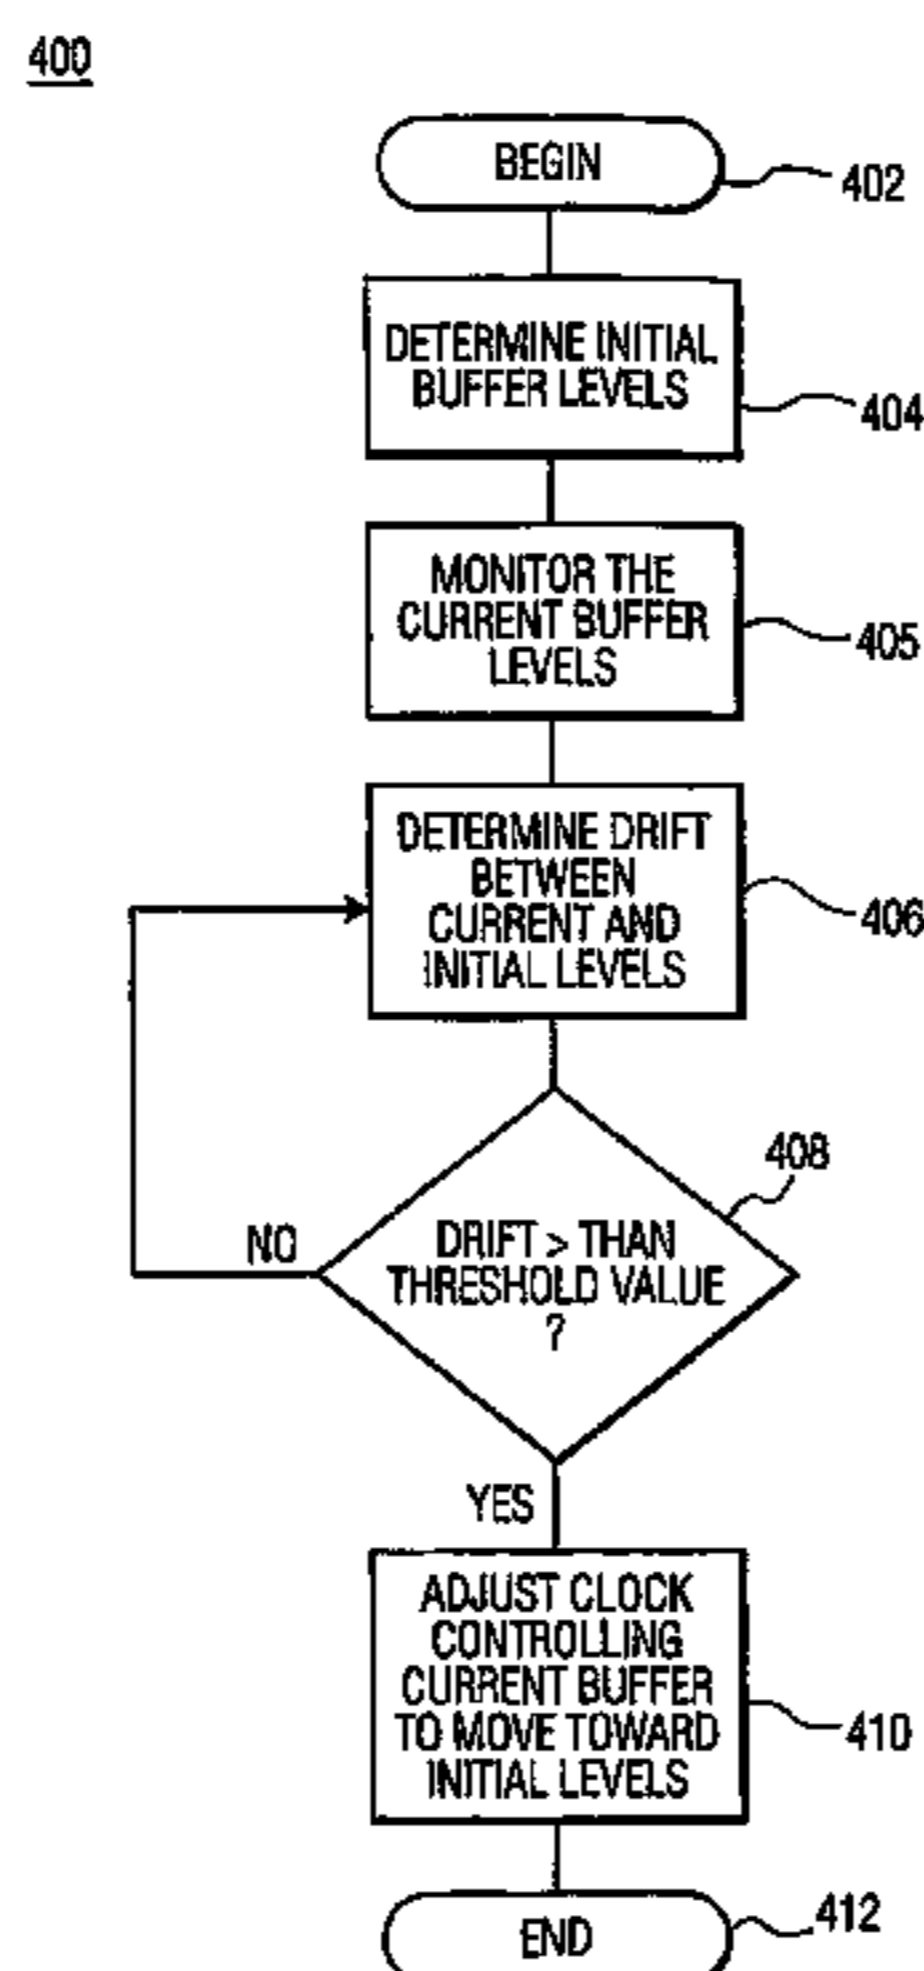 400
BEGIN
402
DETERMINE INITIAL
BUFFER LEVELS
404
MONITOR THE
CURRENT BUFFER
LEVELS
405
DETERMINE DRIFT
BETWEEN
CURRENT AND
INITIAL LEVELS
406
408
DRIFT > THAN
THRESHOLD VALUE
?
NO
YES
ADJUST CLOCK
CONTROLLING
CURRENT BUFFER
TO MOVE TOWARD
INITIAL LEVELS
410
END
412